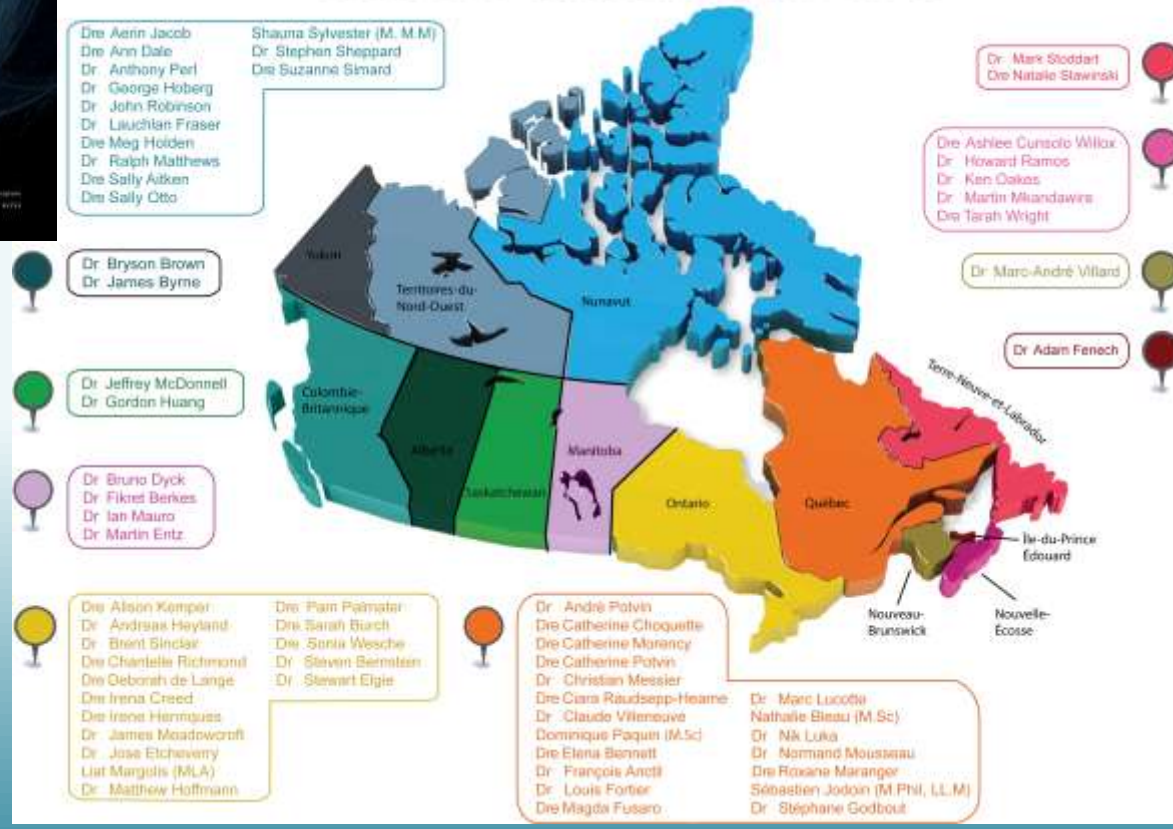 Dre Aerin Jacob
Dre Ann Dale
Dr Anthony Perl
Dr George Hoberg
Dr John Robinson
Dr Lauchlan Fraser
Dre Meg Holden
Dr Ralph Matthews
Dre Sally Aitken
Dre Sally Otto
Shauna Sylvester (M. M.M)
Dr Stephen Sheppard
Dre Suzanne Simard
Dr Mark Stoddart
Dre Natalie Slawinski
Dre Ashlee Cunsolo Willox
Dr Howard Ramos
Dr Ken Oakes
Dr Martin Mkandawire
Dre Tarah Wright
Dr Bryson Brown
Dr James Byrne
Dr Marc-André Villard
Dr Adam Fenech
Dr Jeffrey McDonnell
Dr Gordon Huang
Dr Bruno Dyck
Dr Fikret Berkes
Dr Ian Mauro
Dr Martin Entz
Yukon
Territoires-du-
Nord-Ouest
Nunavut
Colombie-
Britannique
Alberta
Saskatchewan
Manitoba
Ontario
Québec
Terre-Neuve-et-Labrador
Île-du-Prince
Édouard
Nouveau-
Brunswick
Nouvelle-
Écosse
Dre Alison Kemper
Dr Andreas Heyland
Dr Brent Sinclair
Dre Chantelle Richmond
Dre Deborah de Lange
Dre Irena Creed
Dre Irene Henriques
Dr James Meadowcroft
Dr Jose Etcheverry
Liat Margolis (MLA)
Dr Matthew Hoffmann
Dre Pam Palmater
Dre Sarah Burch
Dre Sonia Wesche
Dr Steven Bernstein
Dr Stewart Elgie
Dr André Potvin
Dre Catherine Choquette
Dre Catherine Morency
Dre Catherine Potvin
Dr Christian Messier
Dre Ciara Raudsepp-Hearne
Dr Claude Villeneuve
Dominique Paquin (M.Sc)
Dre Elena Bennett
Dr François Anctil
Dr Louis Fortier
Dre Magda Fusaro
Dr Marc Lucotte
Nathalie Bleau (M.Sc)
Dr Nik Luka
Dr Normand Mousseau
Dre Roxane Maranger
Sébastien Jodoin (M.Phil, LL.M)
Dr Stéphane Godbout